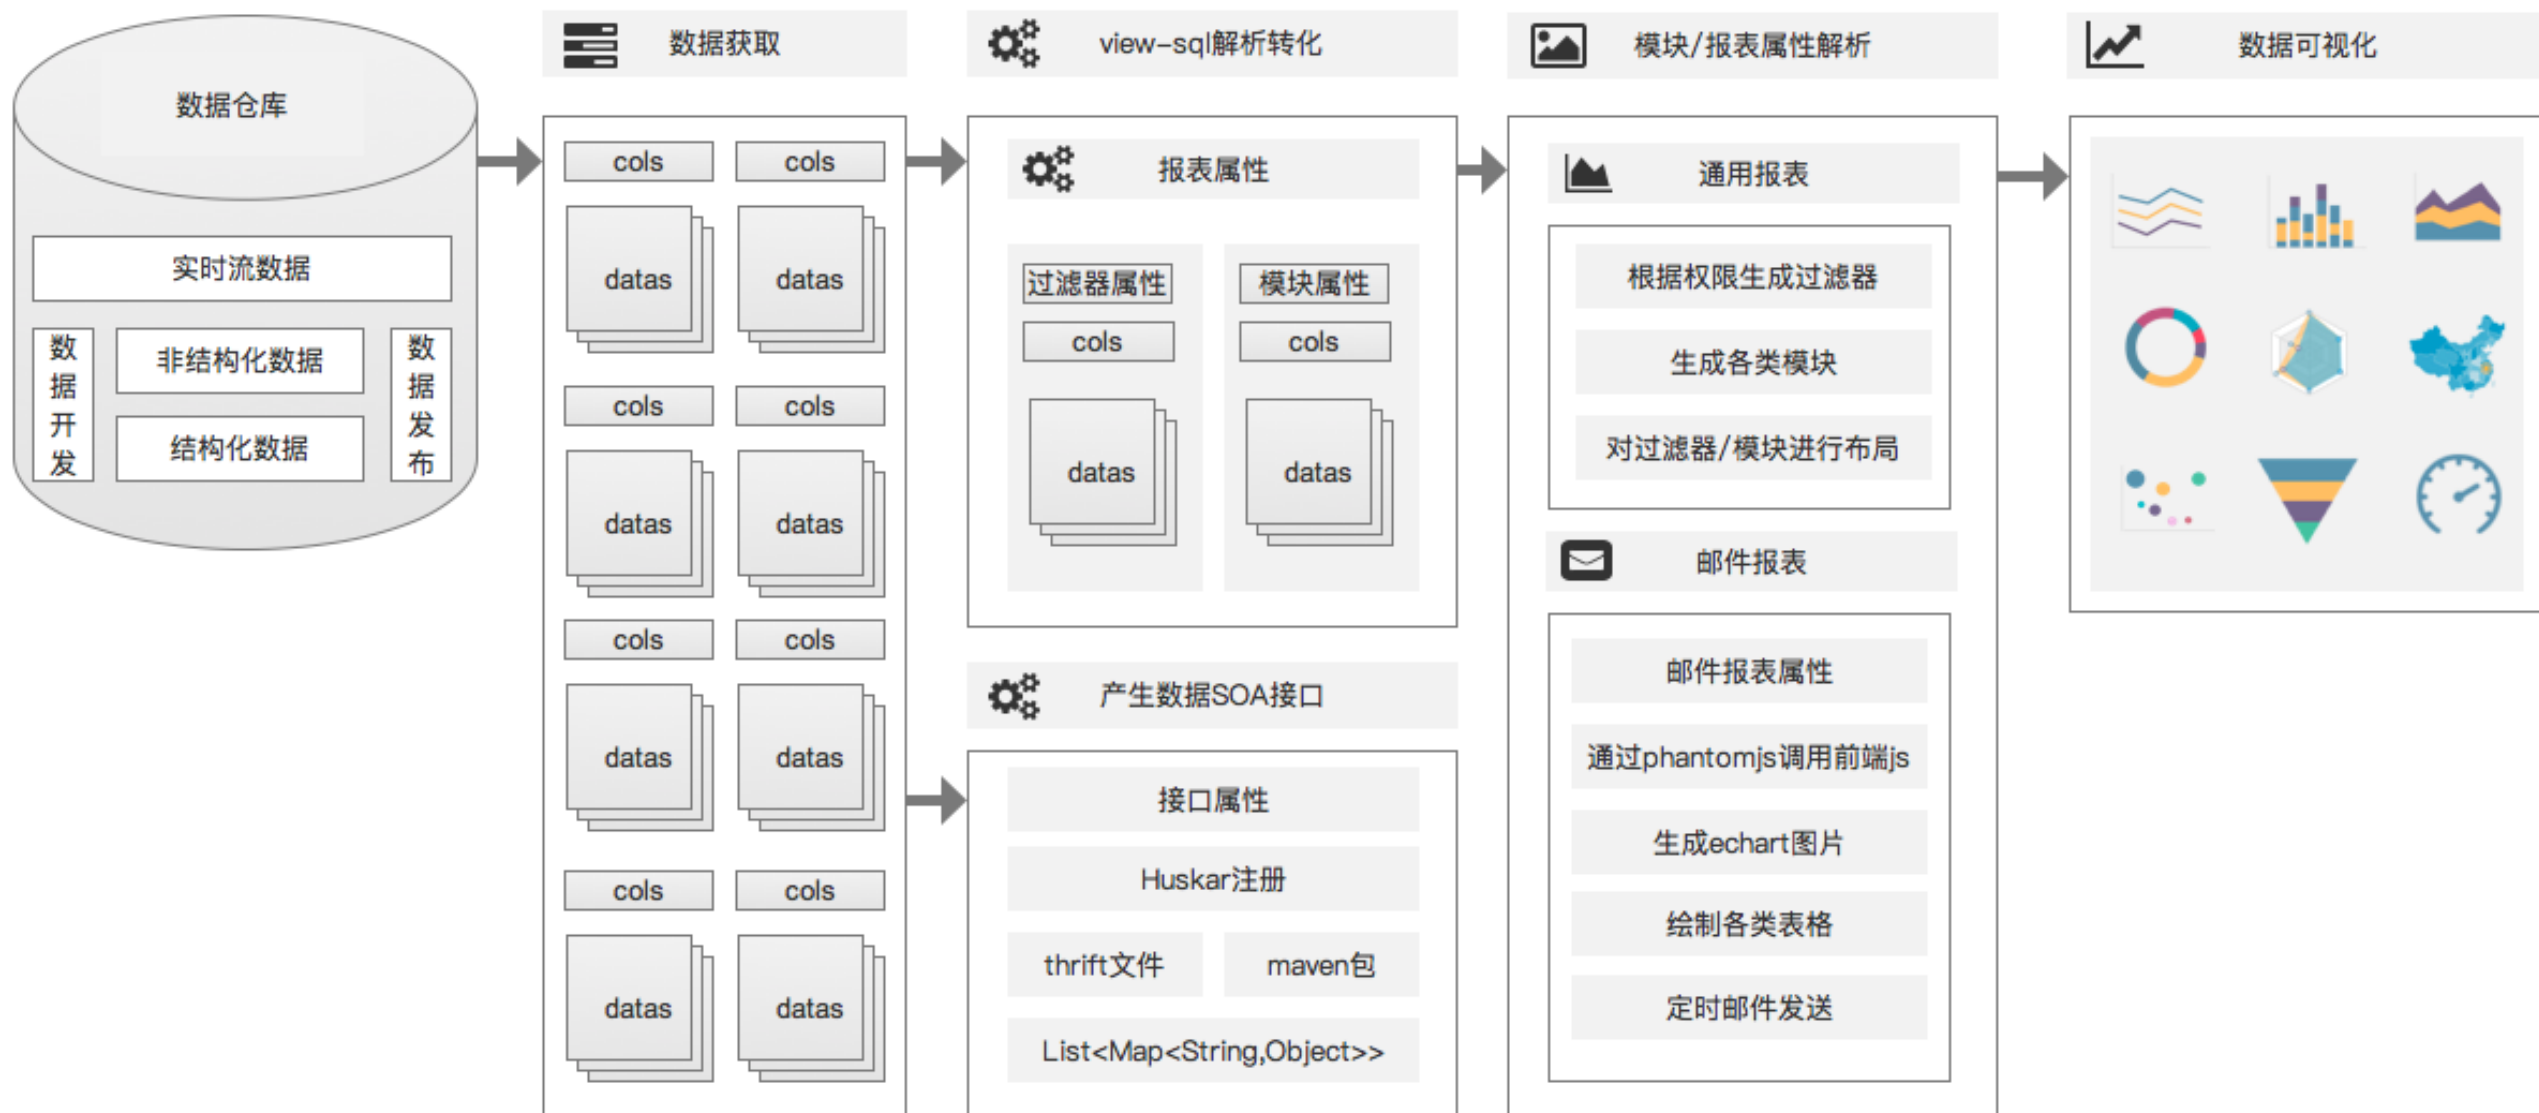 数据仓库
实时流数据
数据开发
非结构化数据
结构化数据
数据发布
数据获取
cols
cols
datas
datas
cols
cols
datas
datas
cols
cols
datas
datas
cols
cols
datas
datas
view-sql解析转化
报表属性
过滤器属性
模块属性
cols
cols
datas
datas
产生数据SOA接口
接口属性
Huskar注册
thrift文件
maven包
List<Map<String,Object>>
模块/报表属性解析
通用报表
根据权限生成过滤器
生成各类模块
对过滤器/模块进行布局
邮件报表
邮件报表属性
通过phantomjs调用前端js
生成echart图片
绘制各类表格
定时邮件发送
数据可视化